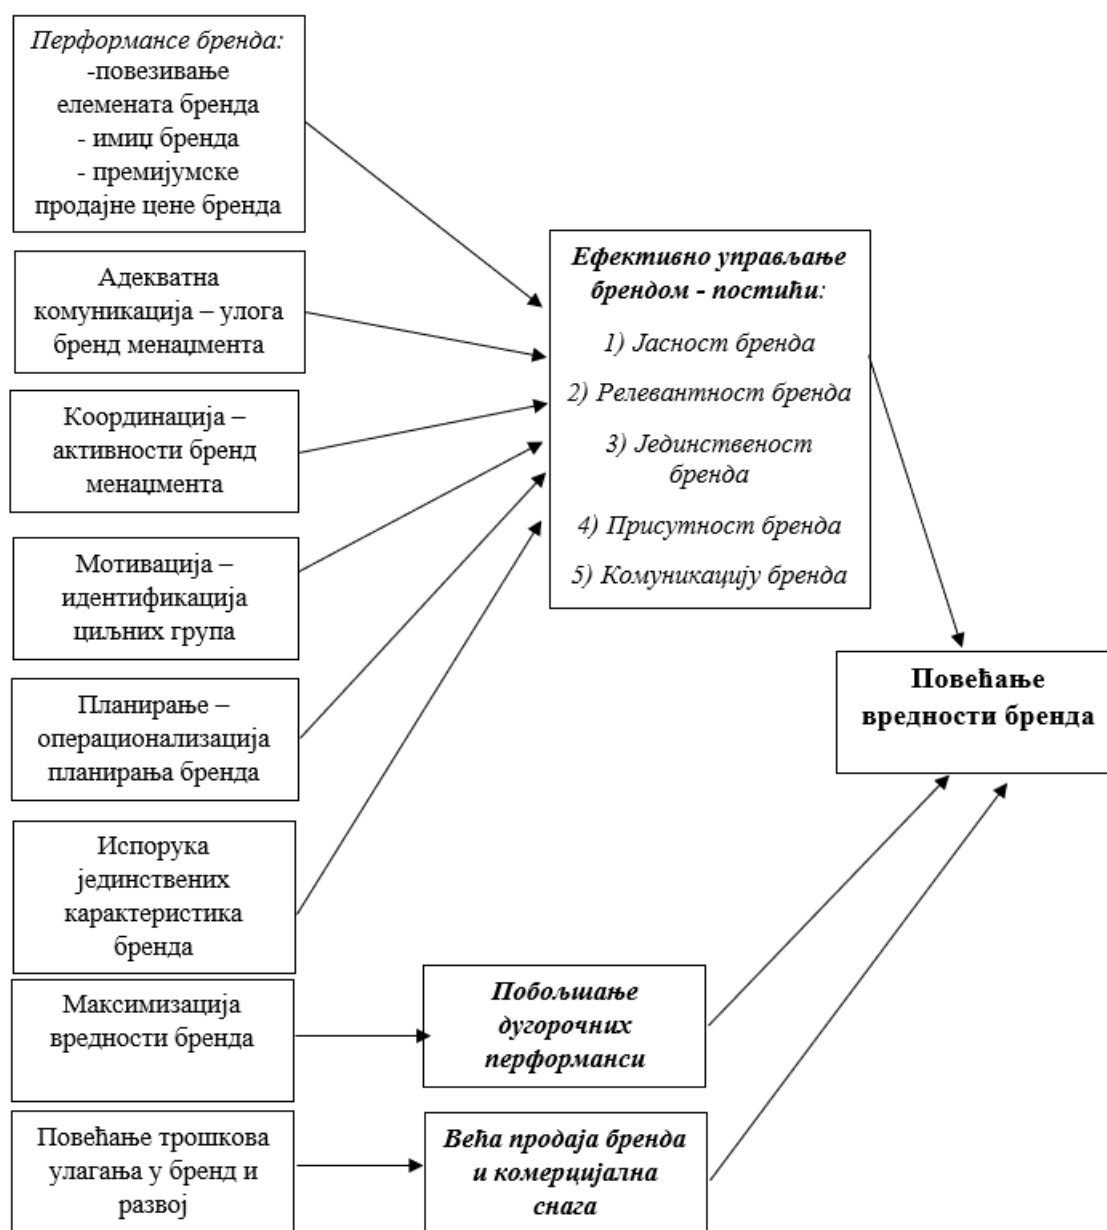 Перформансе бренда:
-повезивање
елемената бренда
- имиџ бренда
- премијумске
продајне цене бренда
Адекватна
комуникација – улога
бренд менаџмента
Координација –
активности бренд
менаџмента
Мотивација –
идентификација
циљних група
Планирање –
операционализација
планирања бренда
Испорука
јединствених
карактеристика
бренда
Максимизација
вредности бренда
Повећање трошкова
улагања у бренд и
развој
Ефективно управљање
брендом - постићи:
1) Јасност бренда
2) Релевантност бренда
3) Јединственост
бренда
4) Присутност бренда
5) Комуникацију бренда
Побољшање
дугорочних
перформанси
Већа продаја бренда
и комерцијална
снага
Повећање
вредности бренда